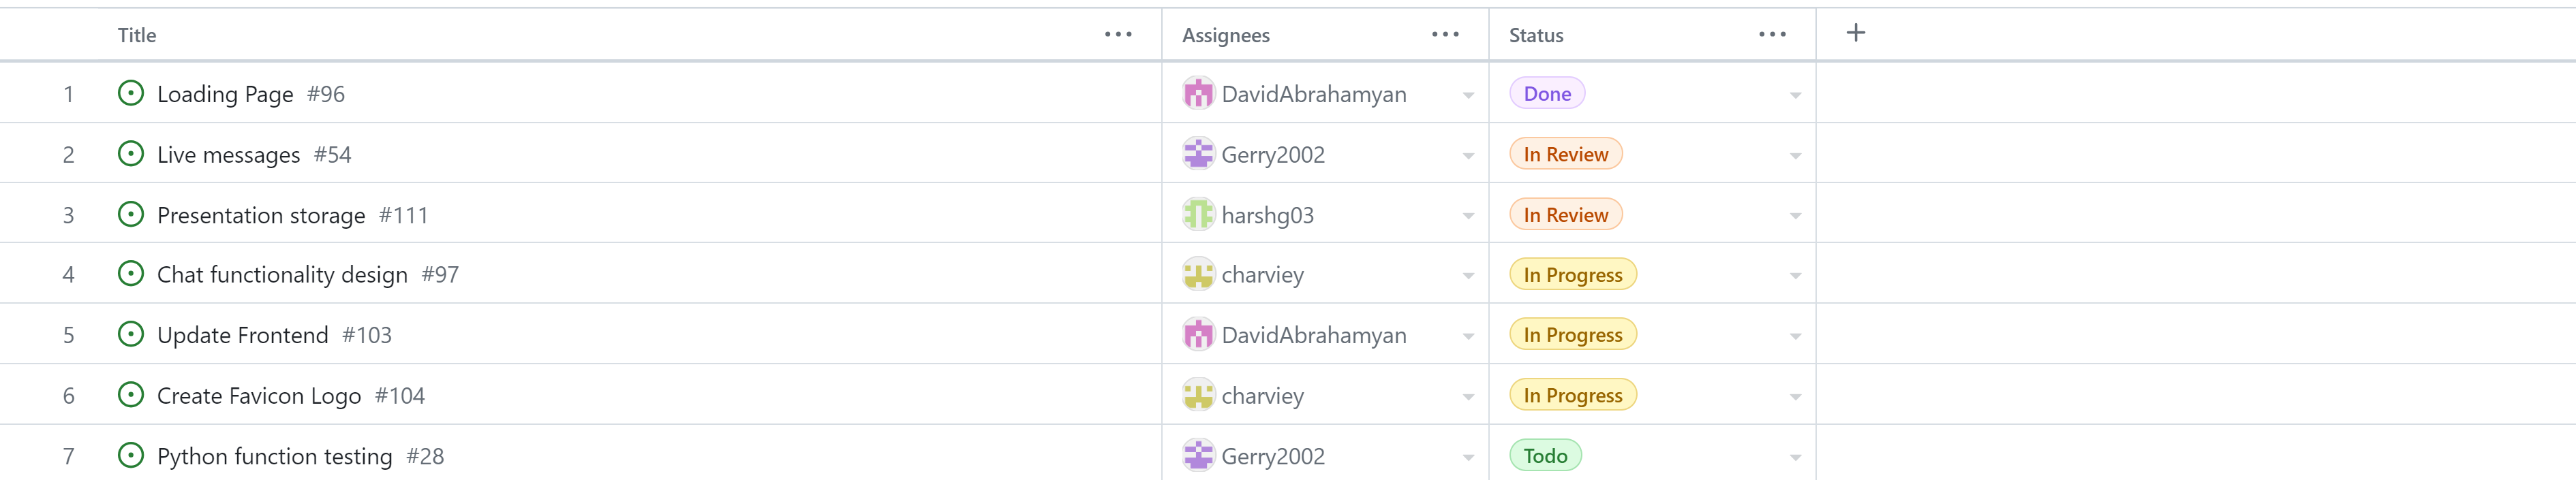 Title ... Assignees ... Status ... +
1 Loading Page #96 DavidAbrahamyan Done
2 Live messages #54 Gerry2002 In Review
3 Presentation storage #111 harshg03 In Review
4 Chat functionality design #97 charviey In Progress
5 Update Frontend #103 DavidAbrahamyan In Progress
6 Create Favicon Logo #104 charviey In Progress
7 Python function testing #28 Gerry2002 Todo